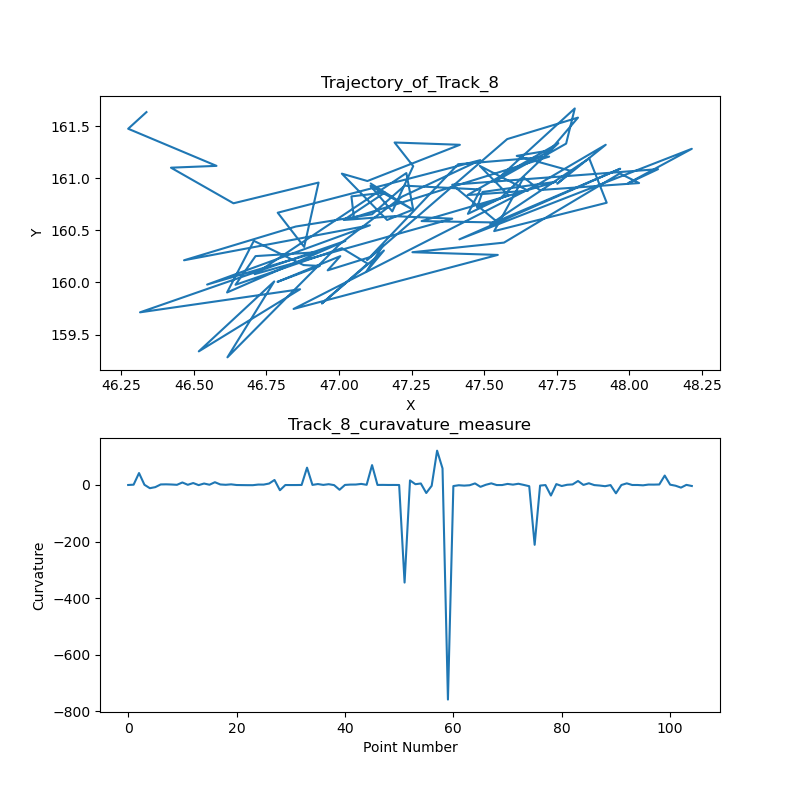 Trajectory_of_Track_8
161.5
161.0
160.5
160.0
159.5
Y
46.25 46.50 46.75 47.00 47.25 47.50 47.75 48.00 48.25
X
Track_8_curavature_measure
0
−200
−400
−600
−800
Curvature
0 20 40 60 80 100
Point Number